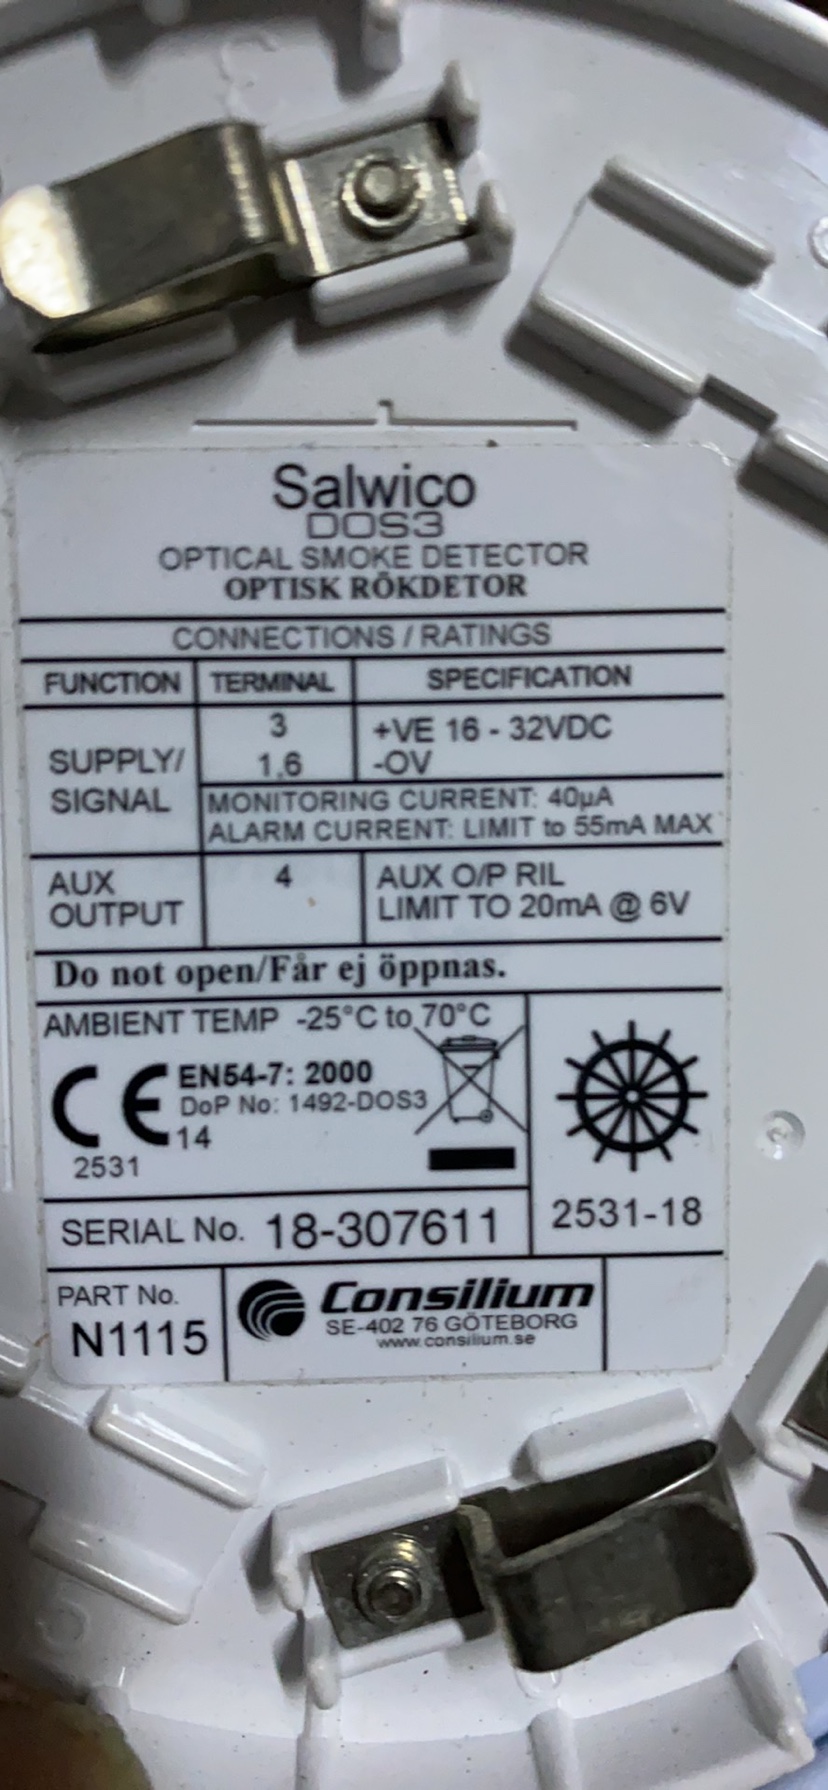 Salwico
DOS3
OPTICAL SMOKE DETECTOR
OPTISK RÖKDETOR
CONNECTIONS / RATINGS
FUNCTION TERMINAL SPECIFICATION
SUPPLY/
SIGNAL
3 +VE 16 - 32VDC
1,6 -OV
MONITORING CURRENT: 40µA
ALARM CURRENT: LIMIT to 55mA MAX
AUX
OUTPUT
4
AUX O/P RIL
LIMIT TO 20mA @ 6V
Do not open/Får ej öppnas.
AMBIENT TEMP -25°C to 70°C
CE
EN54-7: 2000
DoP No: 1492-DOS3
14
2531
2531-18
SERIAL No. 18-307611
PART No.
N1115
Consilium
SE-402 76 GÖTEBORG
www.consilium.se